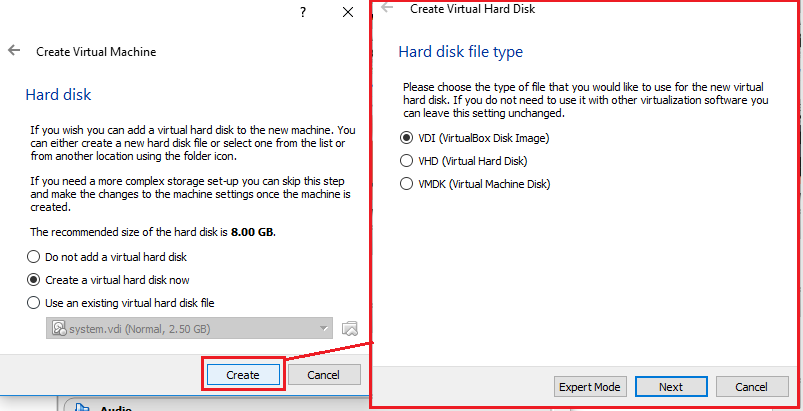 ?
Create Virtual Machine
Hard disk
If you wish you can add a virtual hard disk to the new machine. You
can either create a new hard disk file or select one from the list or
from another location using the folder icon.
If you need a more complex storage set-up you can skip this step
and make the changes to the machine settings once the machine is
created.
The recommended size of the hard disk is 8.00 GB.
Do not add a virtual hard disk
Create a virtual hard disk now
Use an existing virtual hard disk file
system.vdi (Normal, 2.50 GB)
Create
Cancel
Audio
Create Virtual Hard Disk
Hard disk file type
Please choose the type of file that you would like to use for the new virtual
hard disk. If you do not need to use it with other virtualization software you
can leave this setting unchanged.
VDI (VirtualBox Disk Image)
VHD (Virtual Hard Disk)
VMDK (Virtual Machine Disk)
Expert Mode
Next
Cancel